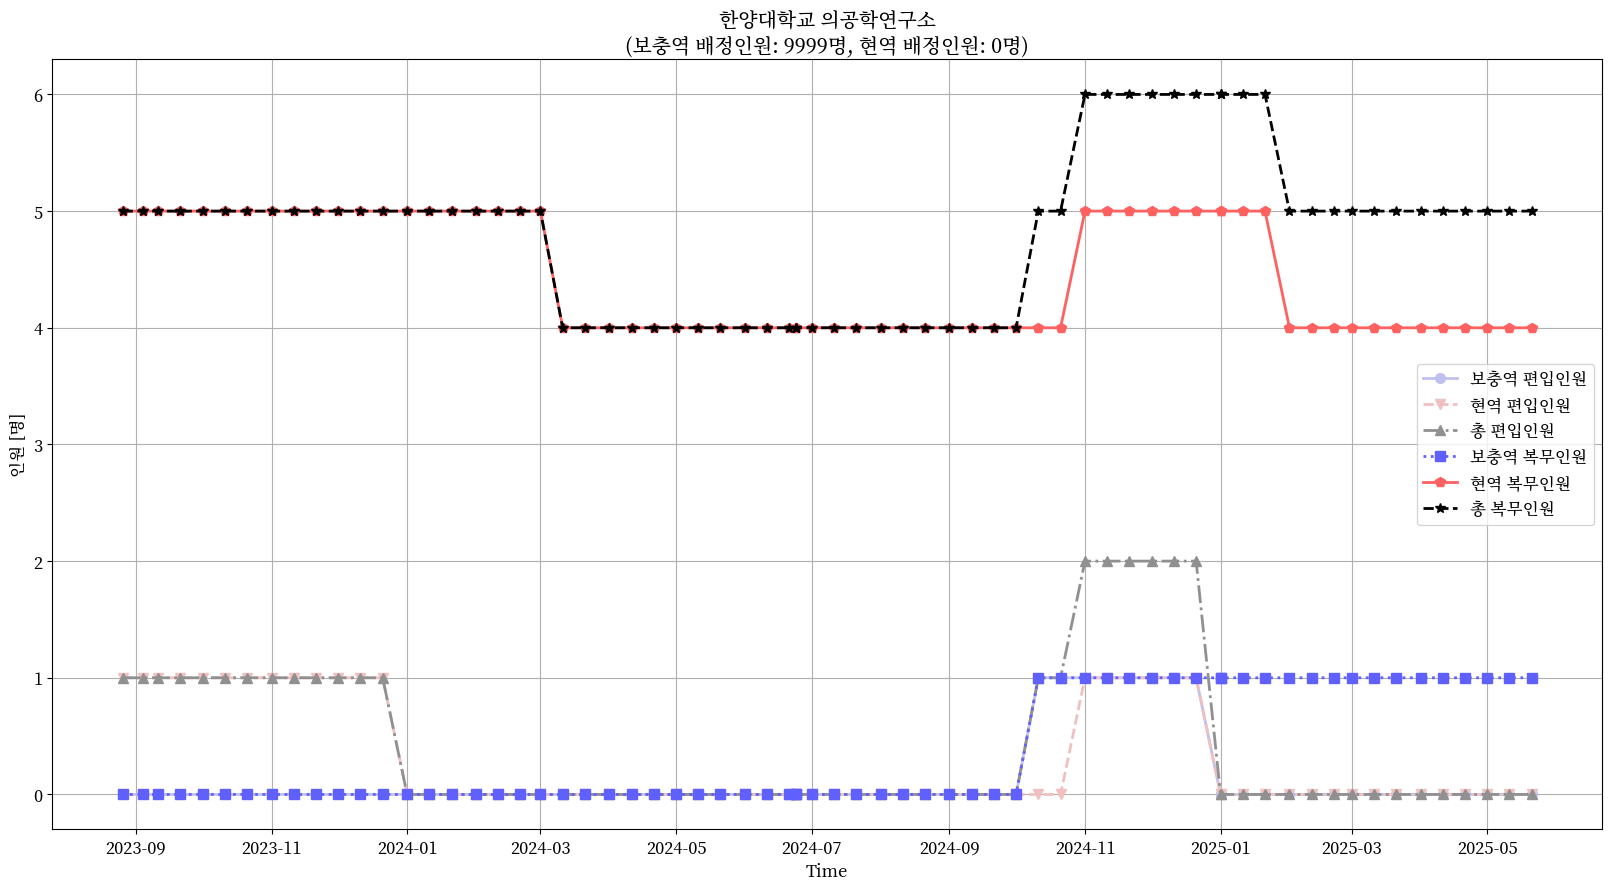 한양대학교 의공학연구소
(보충역 배정인원: 9999명, 현역 배정인원: 0명)
인원 [명]
6
5
4
3
2
1
0
보충역 편입인원
현역 편입인원
총 편입인원
보충역 복무인원
현역 복무인원
총 복무인원
2023-09 2023-11 2024-01 2024-03 2024-05 2024-07 2024-09 2024-11 2025-01 2025-03 2025-05
Time